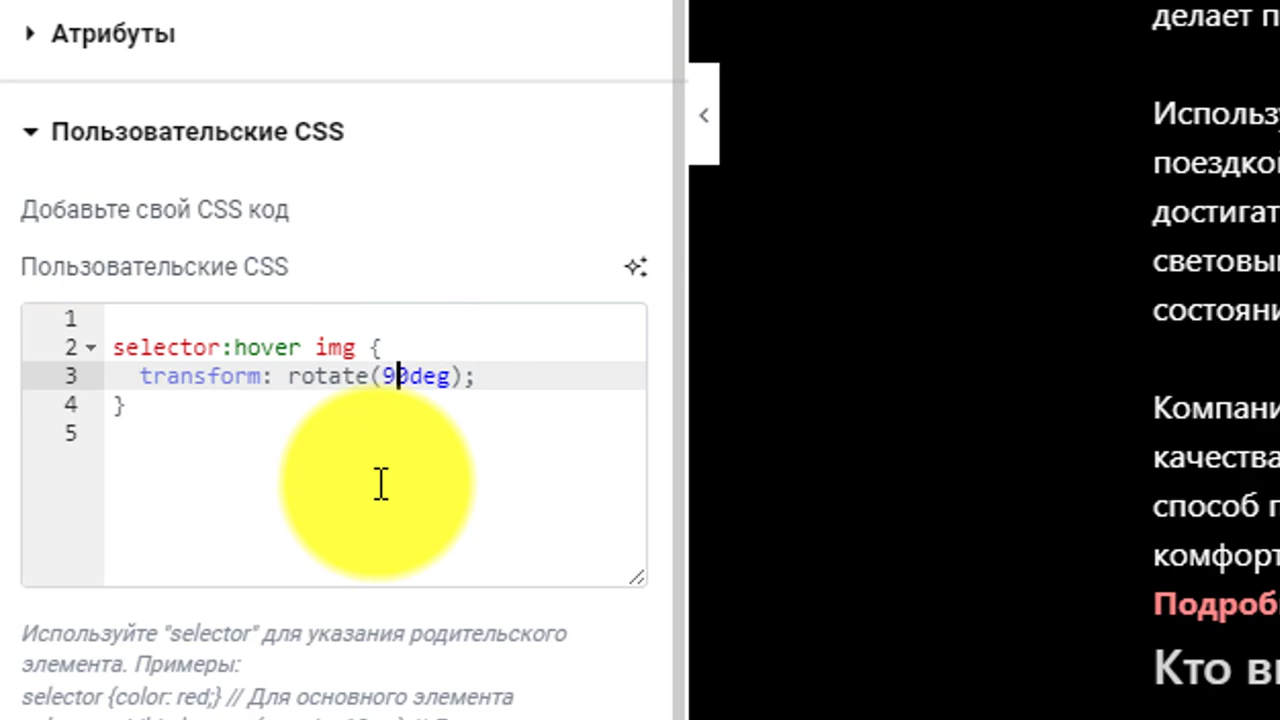 Атрибуты
Пользовательские CSS
Добавьте свой CSS код
Пользовательские CSS
1
2 selector:hover img {
3 transform: rotate(90deg);
4 }
5
Используйте "selector" для указания родительского
элемента. Примеры:
selector {color: red;} // Для основного элемента
делает п
Использу
поездкой
достигат
световы
состояни
Компани
качества
способ п
комфорт
Подроб
Кто в